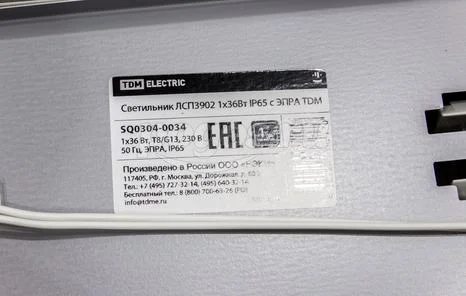 TDM ELECTRIC
Светильник ЛСП3902 1х36Вт IP65 с ЭПРА TDM
SQ0304-0034
1х36 Вт, T8/G13, 230 В
50 Гц, ЭПРА, IP65
ЕАС
Произведено в России ООО
117405, РФ, г. Москва, ул. Дорожная,
Тел.: +7 (495) 727-32-14, (495) 640-32-14
Бесплатный тел.: 8 (800) 700-63-26 (РФ)
info@tdme.ru